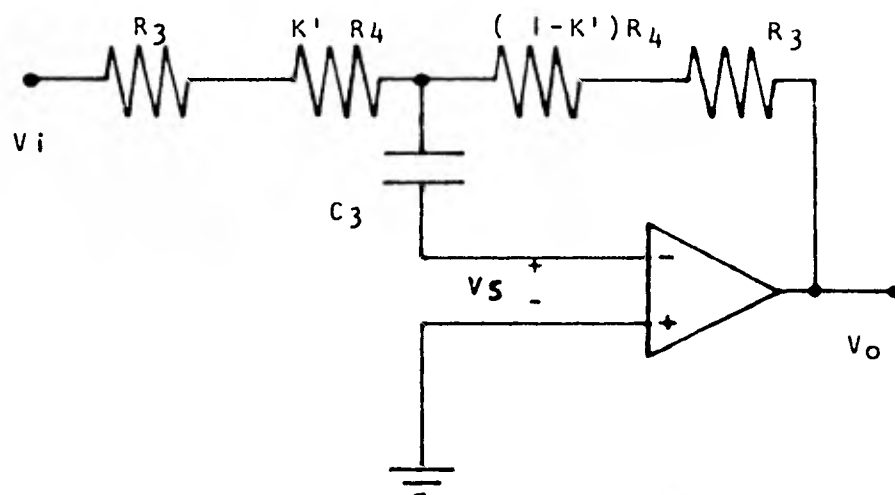 R3 K' R4 (1-K')R4 R3
Vi
C3
+
Vs -
-
+
Vo